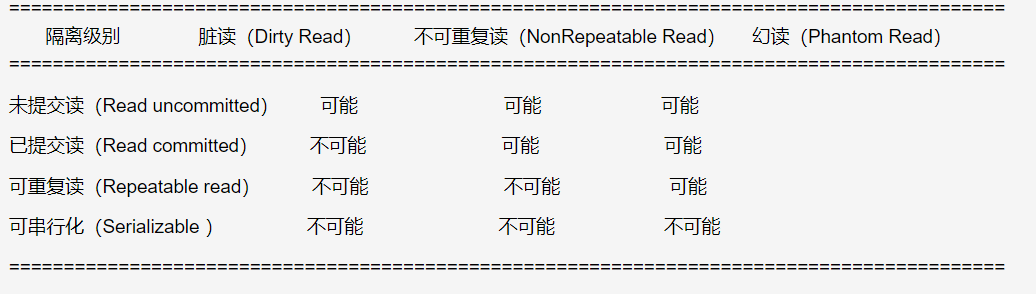 =====================================================================================
隔离级别 脏读（Dirty Read） 不可重复读（NonRepeatable Read） 幻读（Phantom Read）
=====================================================================================
未提交读（Read uncommitted） 可能 可能 可能
已提交读（Read committed） 不可能 可能 可能
可重复读（Repeatable read） 不可能 不可能 可能
可串行化（Serializable ） 不可能 不可能 不可能
=====================================================================================